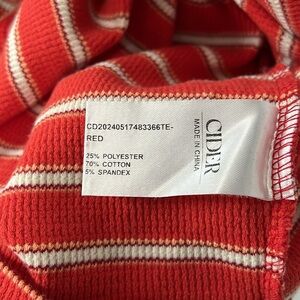 CD20240517483366TE-
RED
25% POLYESTER
70% COTTON
5% SPANDEX
CIDER
MADE IN CHINA